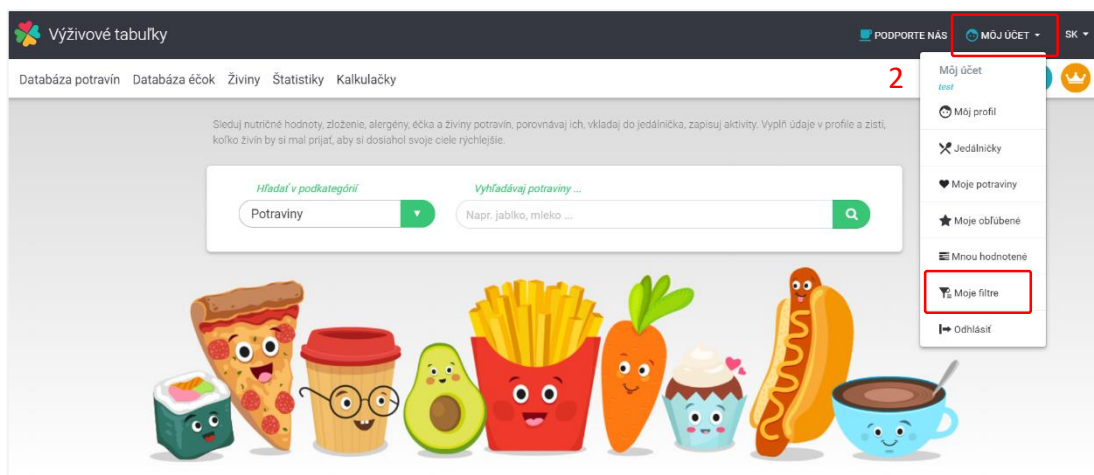 Výživové tabuľky
PODPORTE NÁS
MÔJ ÚČET
SK
Databáza potravín Databáza éčok Živiny Štatistiky Kalkulačky
2
Môj účet
test
Môj profil
Jedálničky
Moje potraviny
Moje obľúbené
Mnou hodnotené
Moje filtre
Odhlásiť
Sleduj nutričné hodnoty, zloženie, alergény, éčka a živiny potravín, porovnávaj ich, vkladaj do jedálnička, zapisuj aktivity. Vyplň údaje v profile a zisti,
koľko živín by si mal prijať, aby si dosiahol svoje ciele rýchlejšie.
Hľadať v podkategórií
Vyhľadávaj potraviny ...
Potraviny
Napr. jablko, mleko ...